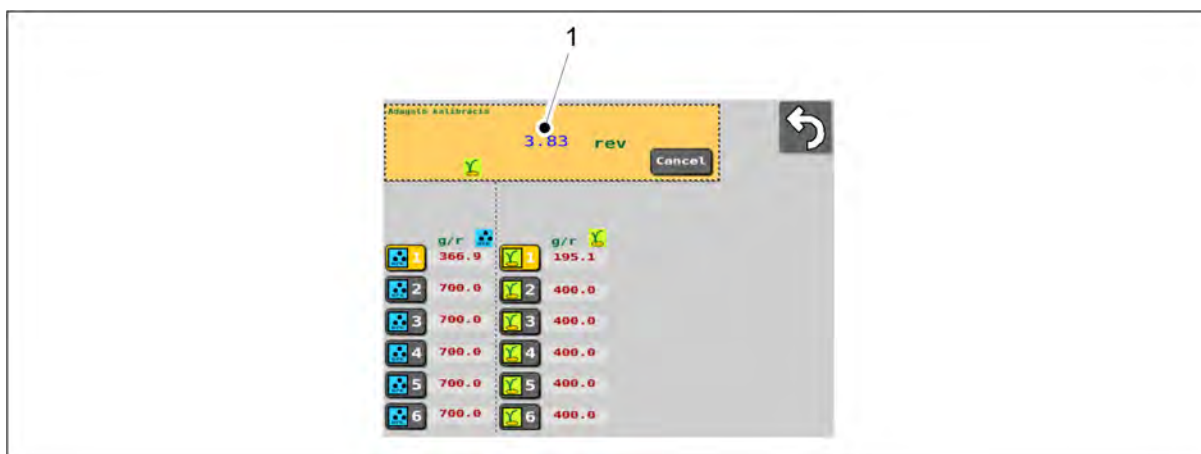 1
Adagoló kalibráció
3.83 rev
Cancel
g/r g/r
1 366.9 1 195.1
2 700.0 2 400.0
3 700.0 3 400.0
4 700.0 4 400.0
5 700.0 5 400.0
6 700.0 6 400.0